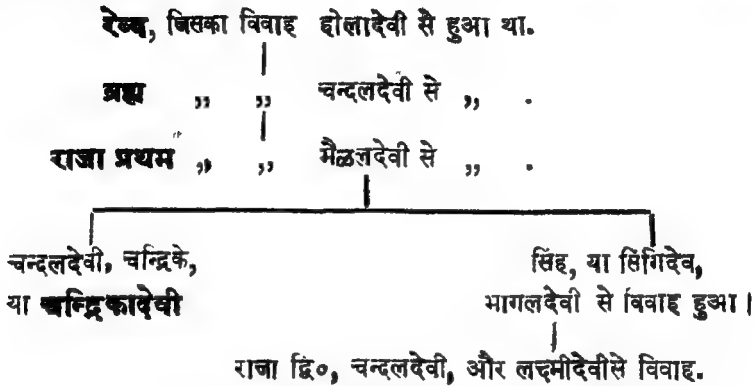 रेब्ब, जिसका विवाह होलादेवी से हुआ था.
ब्रह्म ,, ,, चन्दलदेवी से ,, .
राजा प्रथम ,, ,, मैळलदेवी से ,, .
चन्दलदेवी, चन्द्रिके,
या चन्द्रिकादेवी
सिंह, या सिंगिदेव,
भागलदेवी से विवाह हुआ।
राजा द्वि०, चन्दलदेवी, और लक्ष्मीदेवीसे विवाह.